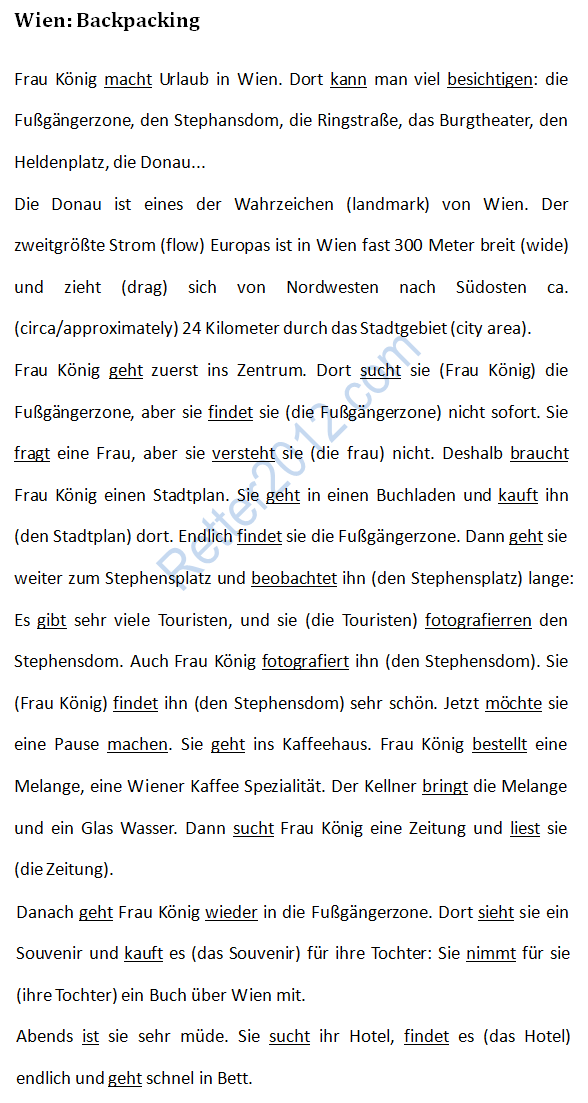 Wien: Backpacking
Frau König macht Urlaub in Wien. Dort kann man viel besichtigen: die
Fußgängerzone, den Stephansdom, die Ringstraße, das Burgtheater, den
Heldenplatz, die Donau...
Die Donau ist eines der Wahrzeichen (landmark) von Wien. Der
zweitgrößte Strom (flow) Europas ist in Wien fast 300 Meter breit (wide)
und zieht (drag) sich von Nordwesten nach Südosten ca.
(circa/approximately) 24 Kilometer durch das Stadtgebiet (city area).
Frau König geht zuerst ins Zentrum. Dort sucht sie (Frau König) die
Fußgängerzone, aber sie findet sie (die Fußgängerzone) nicht sofort. Sie
fragt eine Frau, aber sie versteht sie (die frau) nicht. Deshalb braucht
Frau König einen Stadtplan. Sie geht in einen Buchladen und kauft ihn
(den Stadtplan) dort. Endlich findet sie die Fußgängerzone. Dann geht sie
weiter zum Stephensplatz und beobachtet ihn (den Stephensplatz) lange:
Es gibt sehr viele Touristen, und sie (die Touristen) fotografierren den
Stephensdom. Auch Frau König fotografiert ihn (den Stephensdom). Sie
(Frau König) findet ihn (den Stephensdom) sehr schön. Jetzt möchte sie
eine Pause machen. Sie geht ins Kaffeehaus. Frau König bestellt eine
Melange, eine Wiener Kaffee Spezialität. Der Kellner bringt die Melange
und ein Glas Wasser. Dann sucht Frau König eine Zeitung und liest sie
(die Zeitung).
Danach geht Frau König wieder in die Fußgängerzone. Dort sieht sie ein
Souvenir und kauft es (das Souvenir) für ihre Tochter: Sie nimmt für sie
(ihre Tochter) ein Buch über Wien mit.
Abends ist sie sehr müde. Sie sucht ihr Hotel, findet es (das Hotel)
endlich und geht schnell in Bett.
Retter2012.com